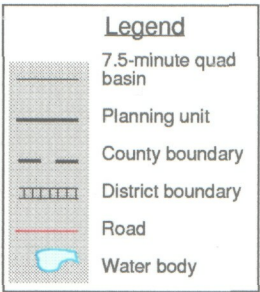 Legend
7.5-minute quad
basin
Planning unit
County boundary
District boundary
Road
Water body